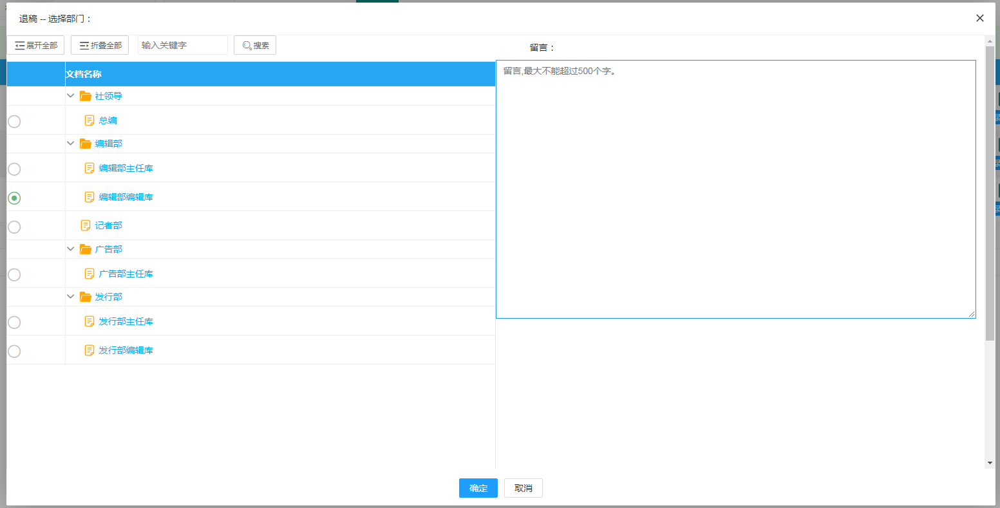 退稿 -- 选择部门：
展开全部 折叠全部 输入关键字 搜索
留言：
留言,最大不能超过500个字。
文档名称
社领导
总编
编辑部
编辑部主任库
编辑部编辑库
记者部
广告部
广告部主任库
发行部
发行部主任库
发行部编辑库
确定 取消